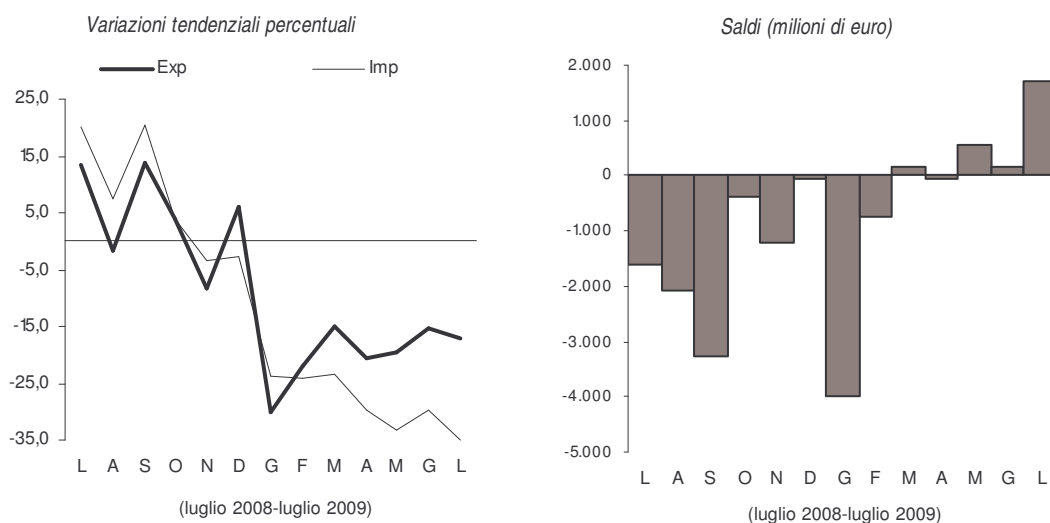 Variazioni tendenziali percentuali
Exp Imp
25,0
15,0
5,0
-5,0
-15,0
-25,0
-35,0
L A S O N D G F M A M G L
(luglio 2008-luglio 2009)
Saldi (milioni di euro)
2.000
1.000
0
-1.000
-2.000
-3.000
-4.000
-5.000
L A S O N D G F M A M G L
(luglio 2008-luglio 2009)